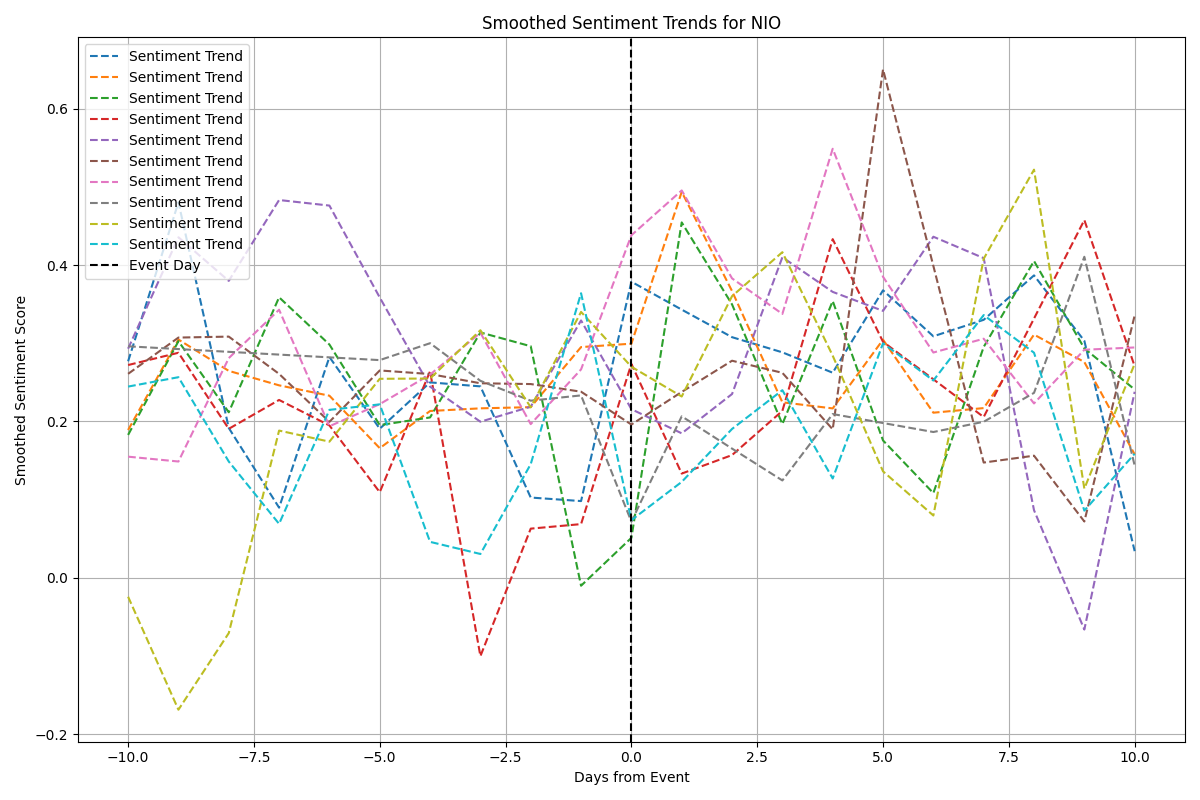 Smoothed Sentiment Trends for NIO
Sentiment Trend
Sentiment Trend
Sentiment Trend
Sentiment Trend
Sentiment Trend
Sentiment Trend
Sentiment Trend
Sentiment Trend
Sentiment Trend
Sentiment Trend
Event Day
Smoothed Sentiment Score
0.6
0.4
0.2
0.0
−0.2
−10.0 −7.5 −5.0 −2.5 0.0 2.5 5.0 7.5 10.0
Days from Event